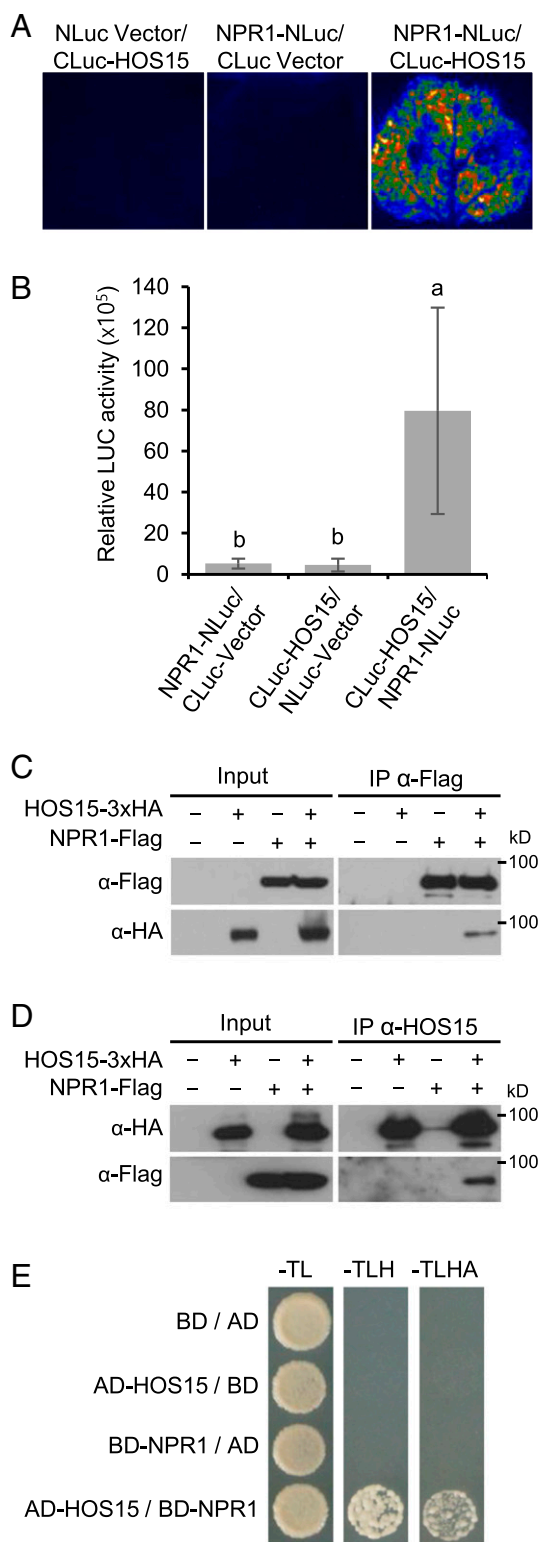 A
NLuc Vector/
CLuc-HOS15
NPR1-NLuc/
CLuc Vector
NPR1-NLuc/
CLuc-HOS15
B
Relative LUC activity (x10⁵)
140
120
100
80
60
40
20
0
b
b
a
NPR1-NLuc/
CLuc-Vector
CLuc-HOS15/
NLuc-Vector
CLuc-HOS15/
NPR1-NLuc
C
Input
IP α-Flag
HOS15-3xHA – + – + – + – +
NPR1-Flag – – + + – – + + kD
α-Flag
100
α-HA
100
D
Input
IP α-HOS15
HOS15-3xHA – + – + – + – +
NPR1-Flag – – + + – – + + kD
α-HA
100
α-Flag
100
E
-TL -TLH -TLHA
BD / AD
AD-HOS15 / BD
BD-NPR1 / AD
AD-HOS15 / BD-NPR1